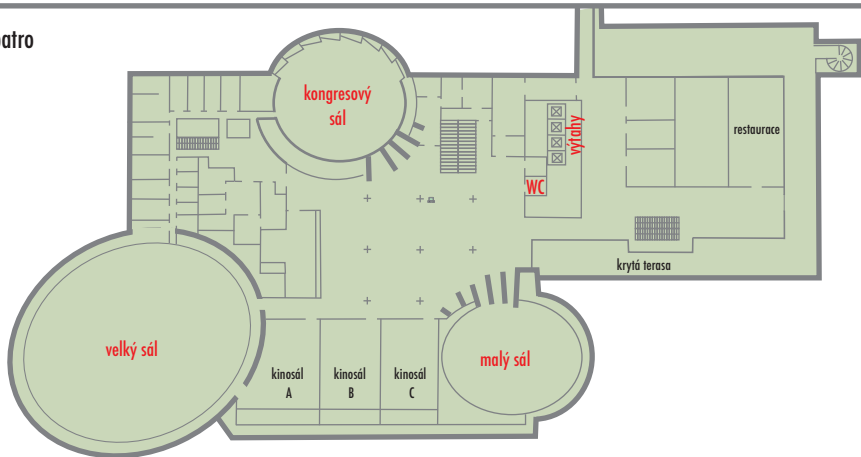 patro
kongresový
sál
výtahy
restaurace
WC
krytá terasa
velký sál
malý sál
kinosál
A
kinosál
B
kinosál
C